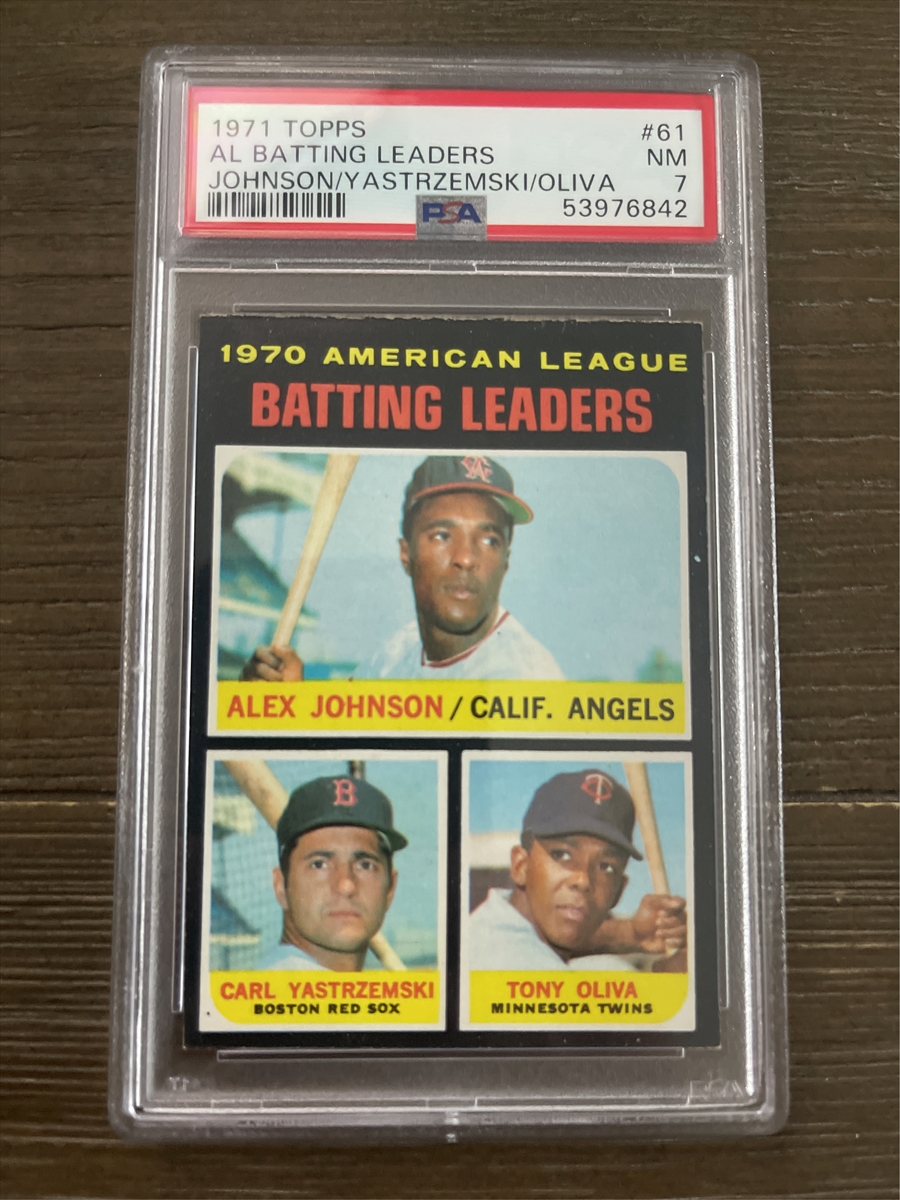 1971 TOPPS #61
AL BATTING LEADERS NM
JOHNSON/YASTRZEMSKI/OLIVA 7
PSA 53976842
1970 AMERICAN LEAGUE
BATTING LEADERS
ALEX JOHNSON / CALIF. ANGELS
CARL YASTRZEMSKI
BOSTON RED SOX
TONY OLIVA
MINNESOTA TWINS
PSA